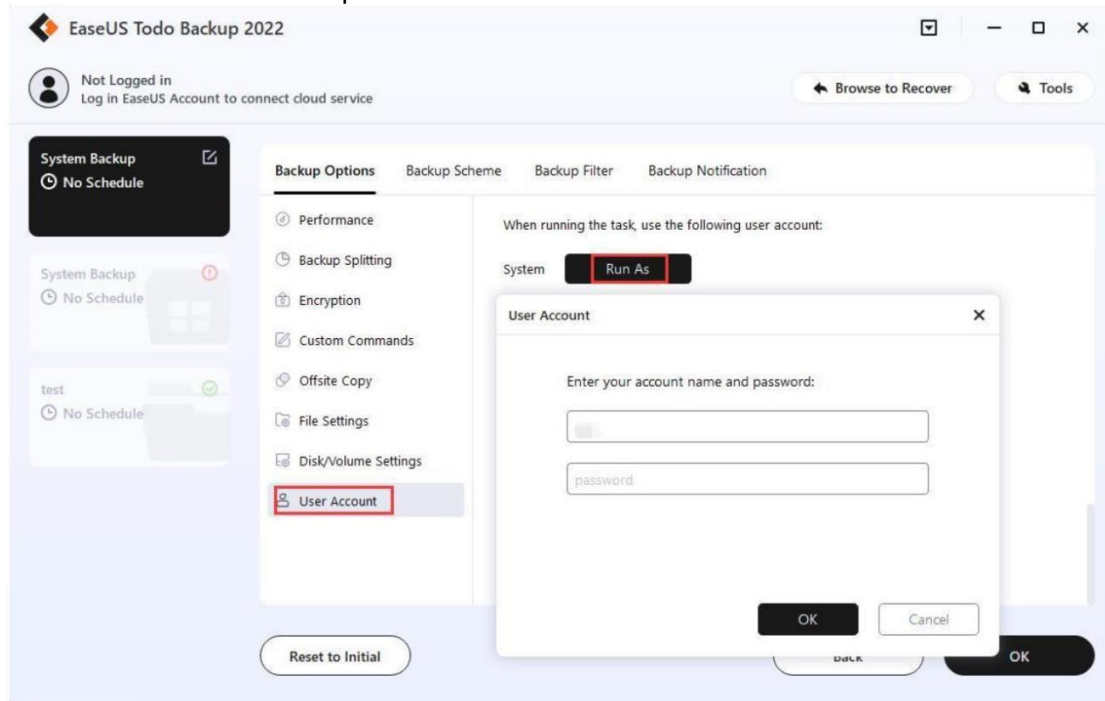 EaseUS Todo Backup 2022
Not Logged in
Log in EaseUS Account to connect cloud service
Browse to Recover
Tools
System Backup
No Schedule
System Backup
No Schedule
test
No Schedule
Backup Options Backup Scheme Backup Filter Backup Notification
Performance
Backup Splitting
Encryption
Custom Commands
Offsite Copy
File Settings
Disk/Volume Settings
User Account
When running the task, use the following user account:
System Run As
User Account
Enter your account name and password:
password
OK Cancel
Reset to Initial
Back
OK